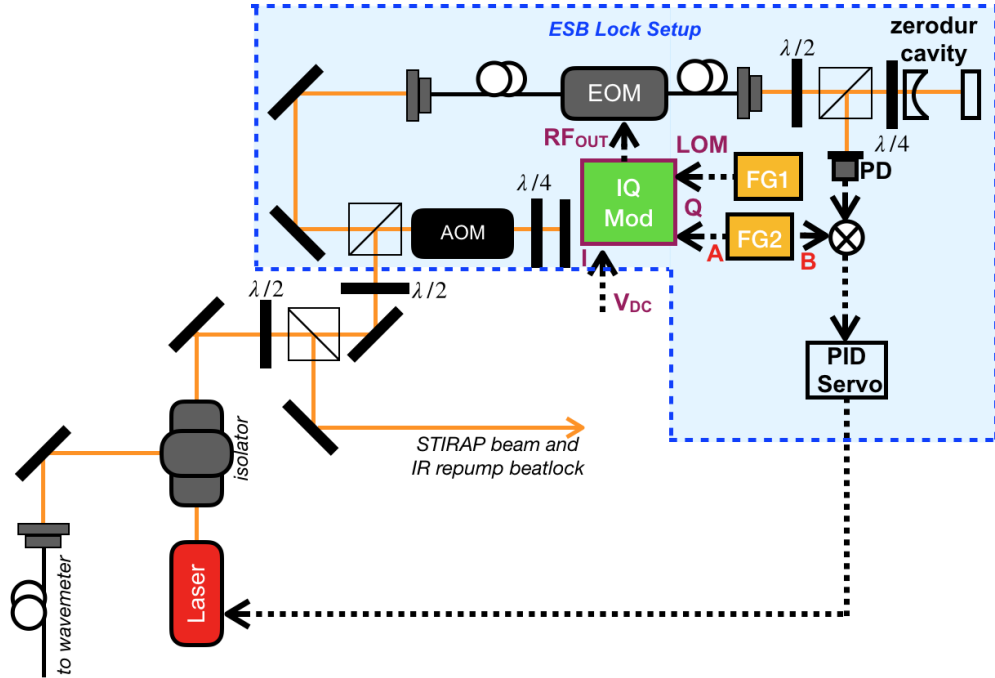 ESB Lock Setup
zerodur
cavity
λ/2
EOM
λ/4
PD
RFOUT
LOM
FG1
IQ
Mod
Q
λ/4
AOM
FG2
A
B
I
λ/2
λ/2
VDC
PID
Servo
isolator
STIRAP beam and
IR repump beatlock
Laser
to wavemeter